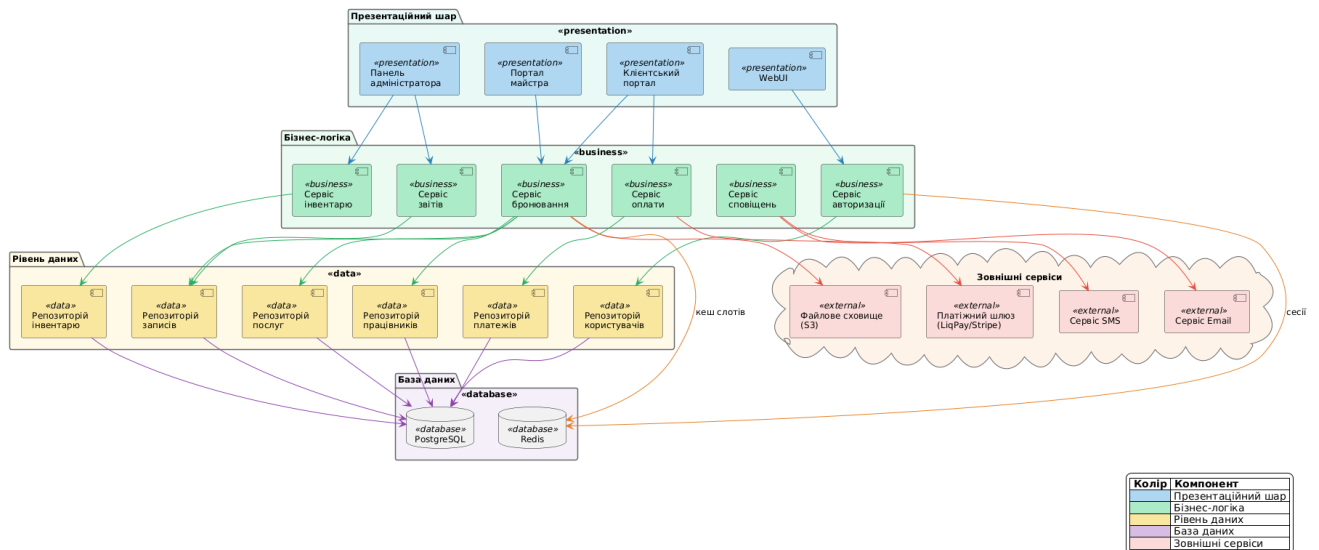 Презентаційний шар
«presentation»
«presentation»
Панель
адміністратора
«presentation»
Портал
майстра
«presentation»
Клієнтський
портал
«presentation»
WebUI
Бізнес-логіка
«business»
«business»
Сервіс
інвентарю
«business»
Сервіс
звітів
«business»
Сервіс
бронювання
«business»
Сервіс
оплати
«business»
Сервіс
сповіщень
«business»
Сервіс
авторизації
Рівень даних
«data»
«data»
Репозиторій
інвентарю
«data»
Репозиторій
записів
«data»
Репозиторій
послуг
«data»
Репозиторій
працівників
«data»
Репозиторій
платежів
«data»
Репозиторій
користувачів
кеш слотів
Зовнішні сервіси
«external»
Файлове сховище
(S3)
«external»
Платіжний шлюз
(LiqPay/Stripe)
«external»
Сервіс SMS
«external»
Сервіс Email
сесії
База даних
«database»
«database»
PostgreSQL
«database»
Redis
Колір Компонент
Презентаційний шар
Бізнес-логіка
Рівень даних
База даних
Зовнішні сервіси